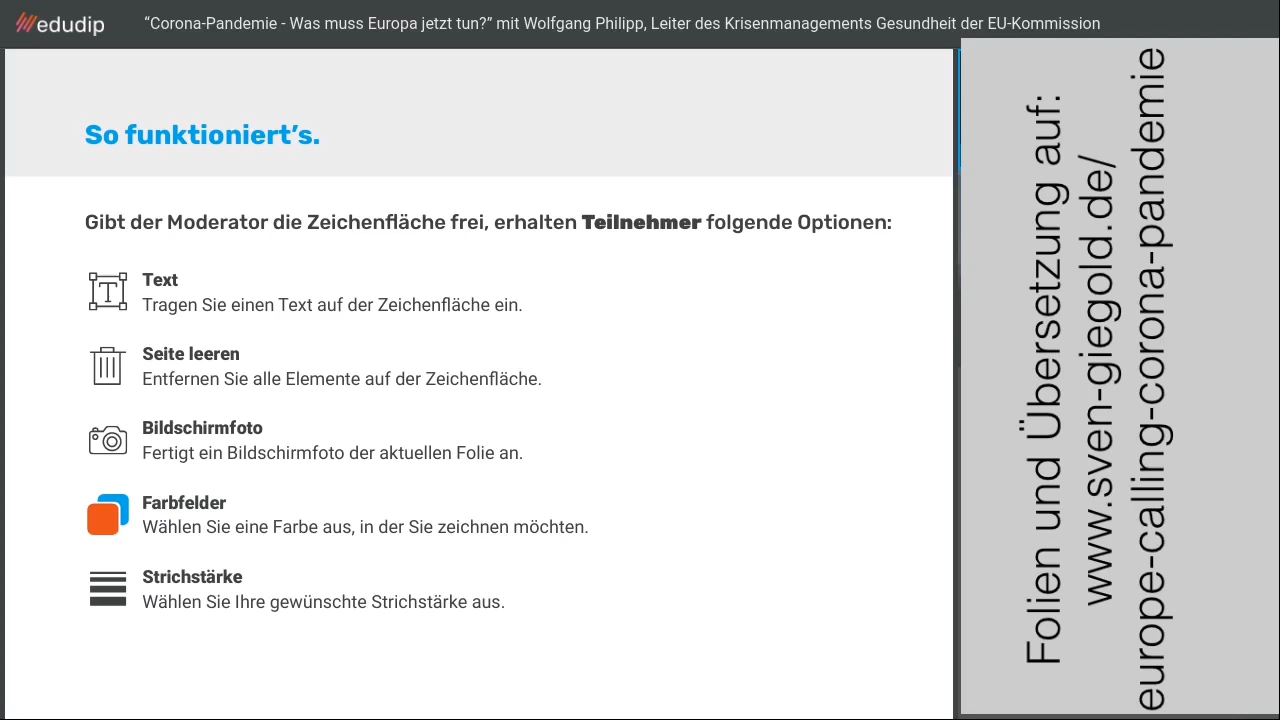 edudip
“Corona-Pandemie - Was muss Europa jetzt tun?” mit Wolfgang Philipp, Leiter des Krisenmanagements Gesundheit der EU-Kommission
So funktioniert’s.
Gibt der Moderator die Zeichenfläche frei, erhalten Teilnehmer folgende Optionen:
Text
Tragen Sie einen Text auf der Zeichenfläche ein.
Seite leeren
Entfernen Sie alle Elemente auf der Zeichenfläche.
Bildschirmfoto
Fertigt ein Bildschirmfoto der aktuellen Folie an.
Farbfelder
Wählen Sie eine Farbe aus, in der Sie zeichnen möchten.
Strichstärke
Wählen Sie Ihre gewünschte Strichstärke aus.
Folien und Übersetzung auf:
www.sven-giegold.de/
europe-calling-corona-pandemie